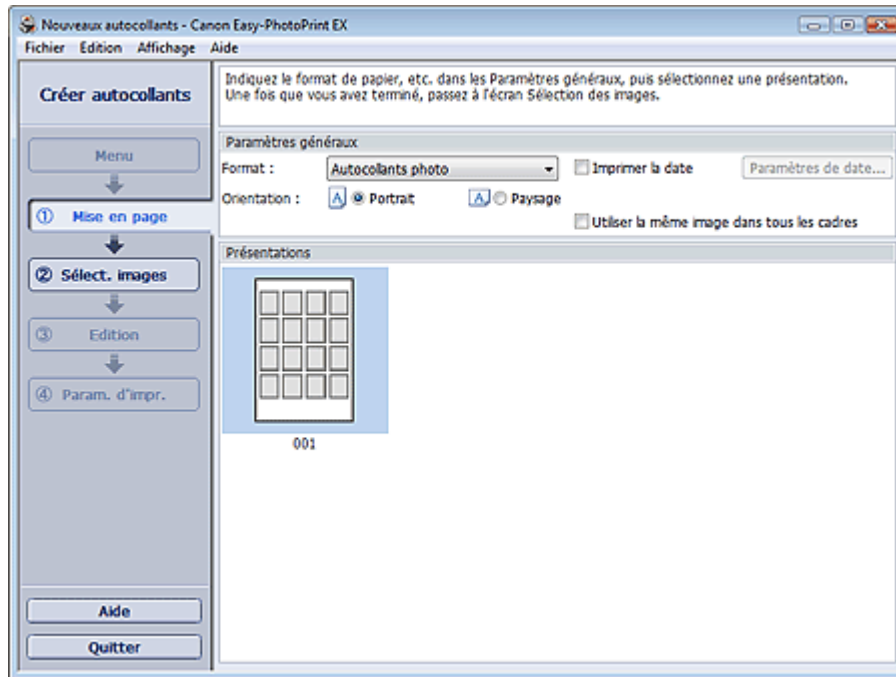 Nouveaux autocollants - Canon Easy-PhotoPrint EX
Fichier Edition Affichage Aide
Créer autocollants
Indiquez le format de papier, etc. dans les Paramètres généraux, puis sélectionnez une présentation.
Une fois que vous avez terminé, passez à l'écran Sélection des images.
Menu
① Mise en page
② Sélect. images
③ Edition
④ Param. d'impr.
Aide
Quitter
Paramètres généraux
Format : Autocollants photo Imprimer la date Paramètres de date...
Orientation : A Portrait A Paysage
Utiliser la même image dans tous les cadres
Présentations
001